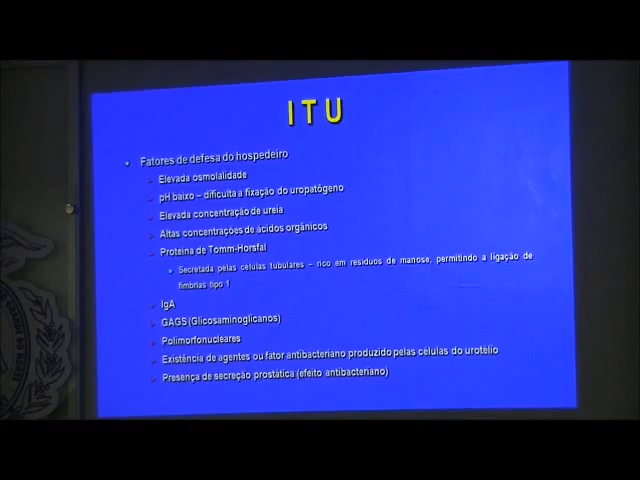 ITU
Fatores de defesa do hospedeiro
Elevada osmolalidade
pH baixo – dificulta a fixação do uropatógeno
Elevada concentração de ureia
Altas concentrações de ácidos orgânicos
Proteína de Tomm-Horsfal
Secretada pelas células tubulares – rico em resíduos de manose, permitindo a ligação de
fímbrias tipo 1
IgA
GAGS (Glicosaminoglicanos)
Polimorfonucleares
Existência de agentes ou fator antibacteriano produzido pelas células do urotélio
Presença de secreção prostática (efeito antibacteriano)